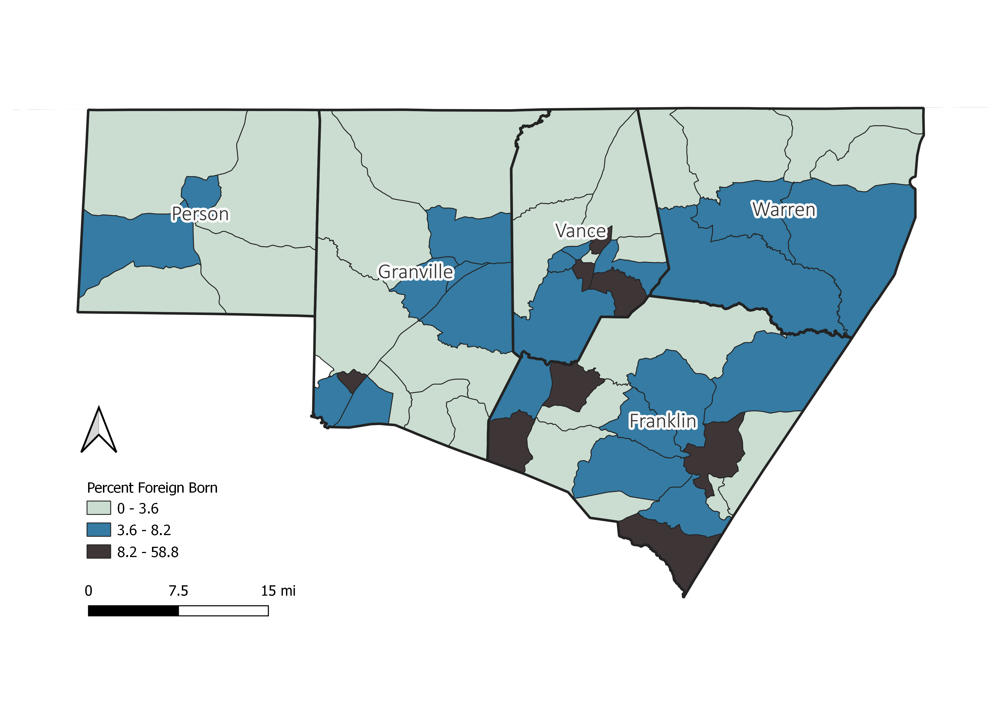 Person
Warren
Vance
Granville
Franklin
Percent Foreign Born
0 - 3.6
3.6 - 8.2
8.2 - 58.8
0 7.5 15 mi